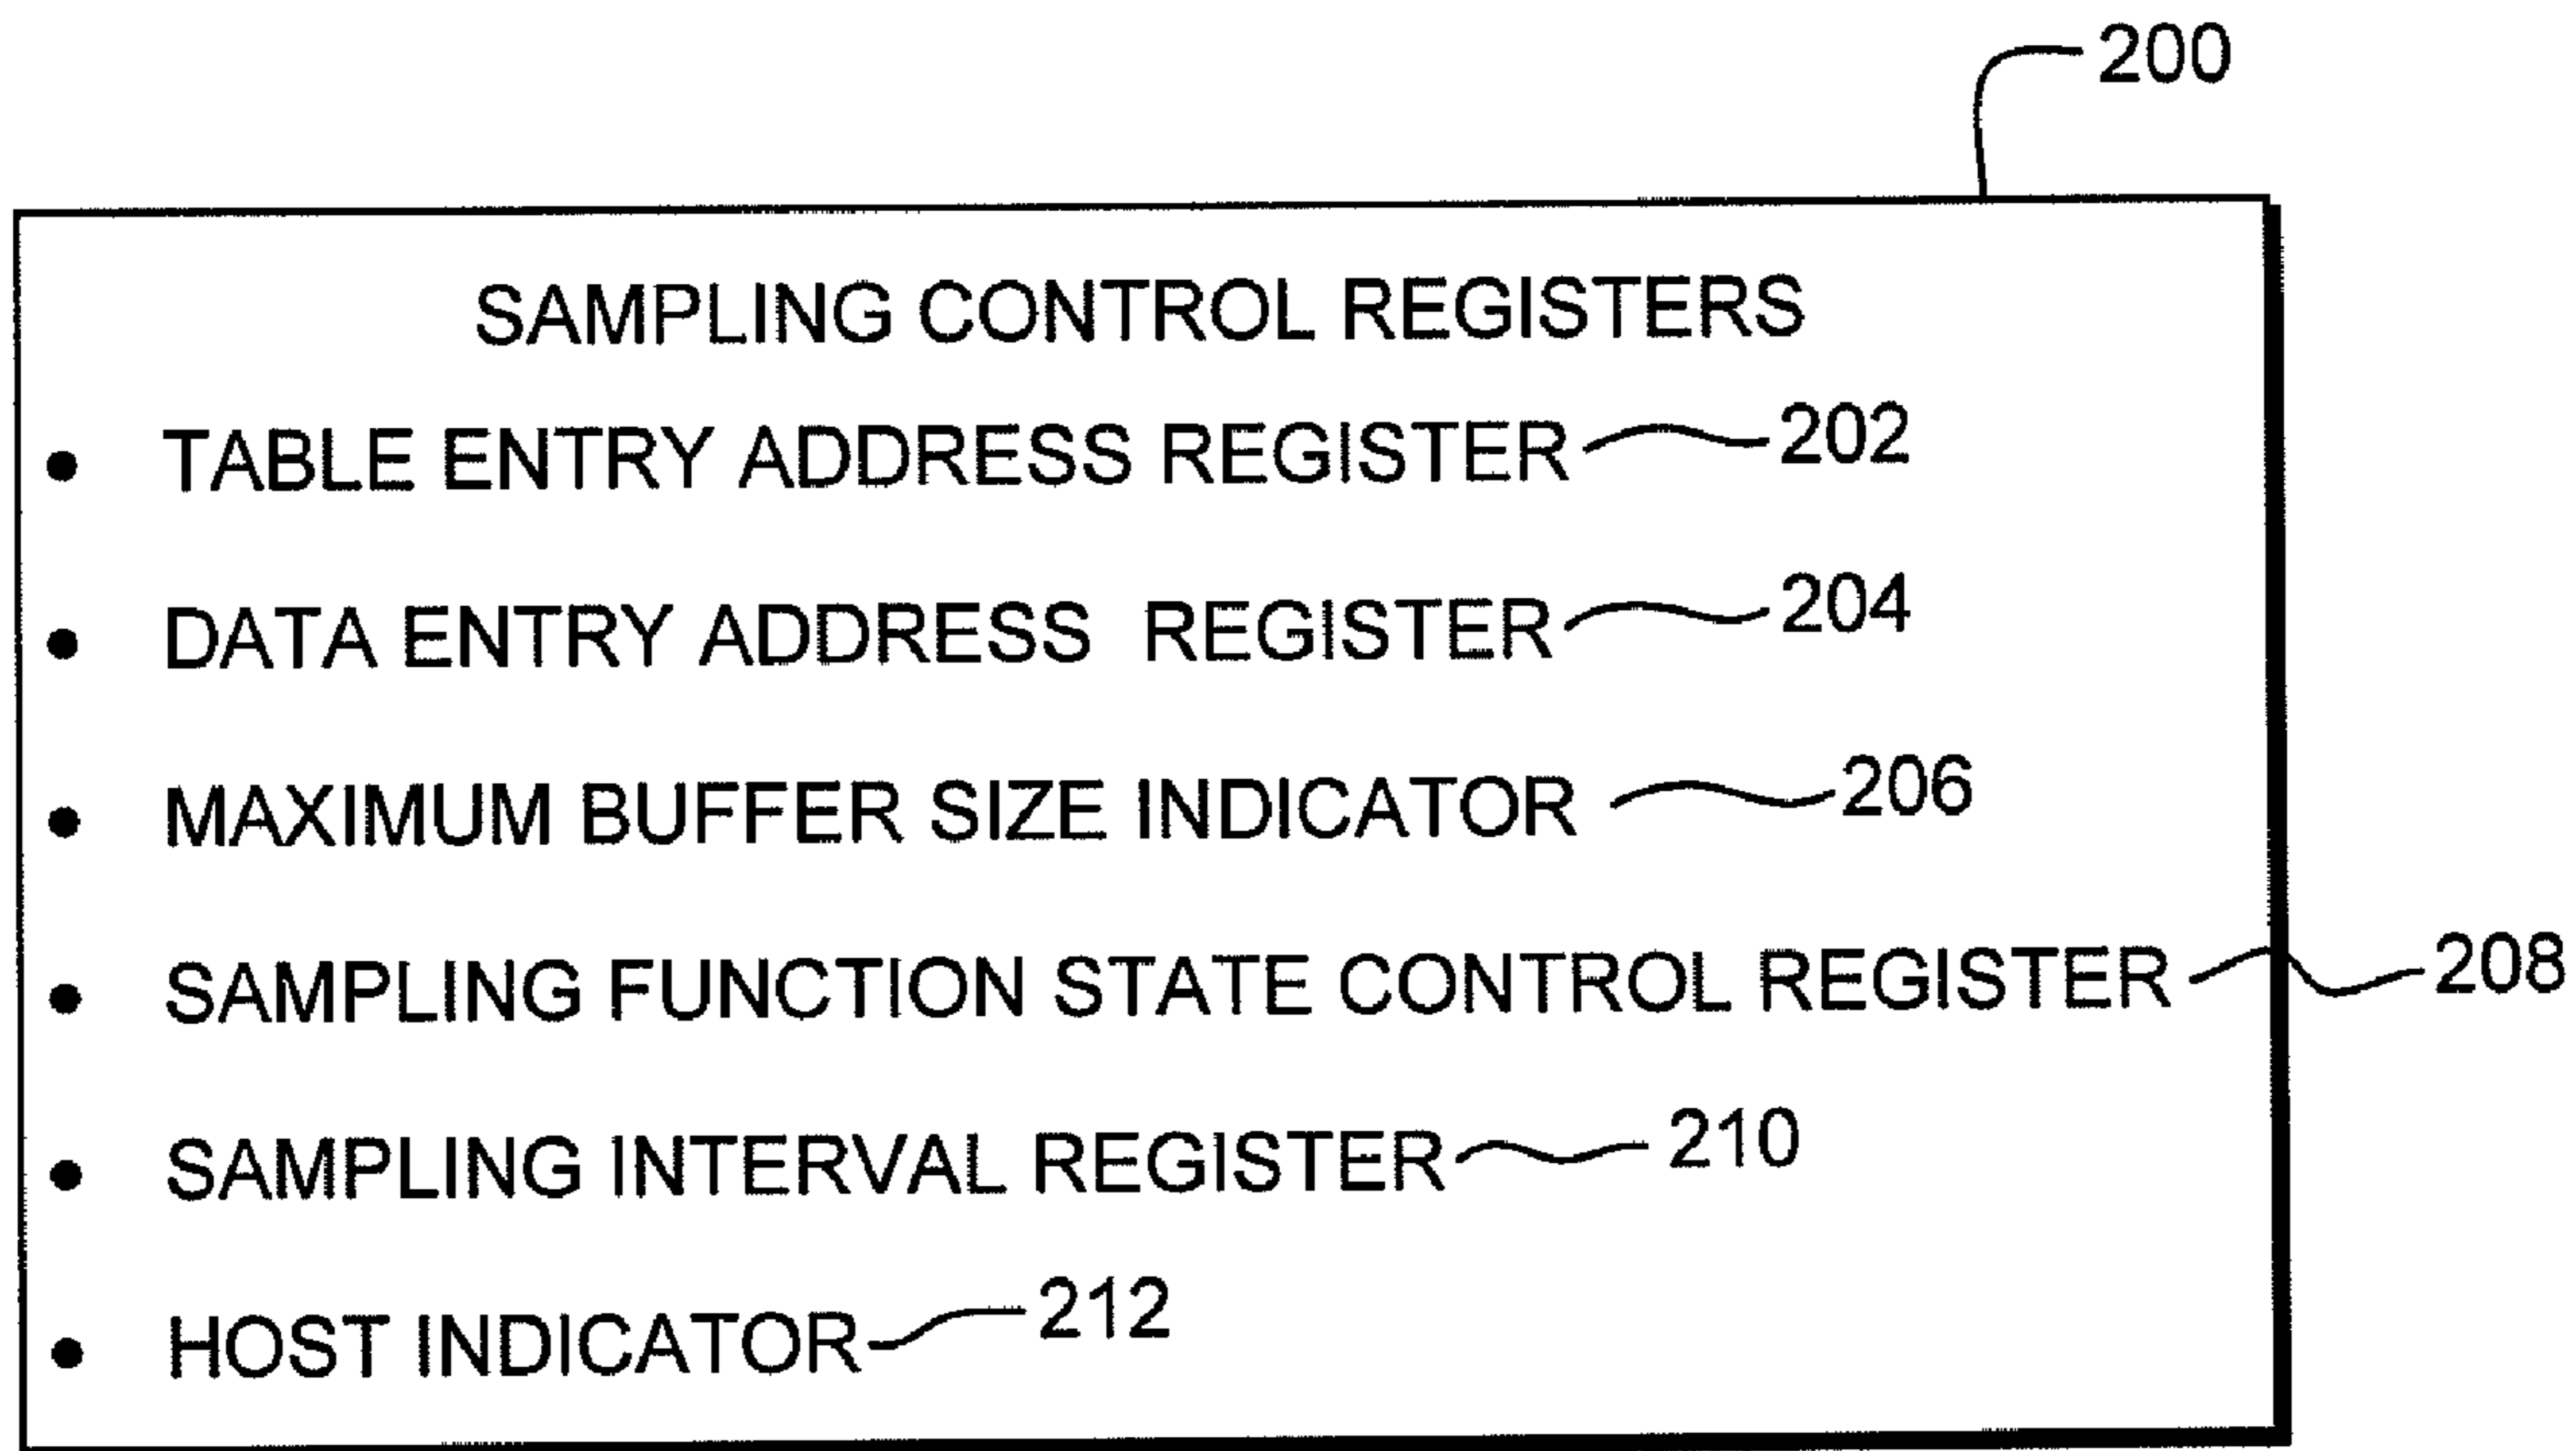 200
SAMPLING CONTROL REGISTERS
• TABLE ENTRY ADDRESS REGISTER 202
• DATA ENTRY ADDRESS REGISTER 204
• MAXIMUM BUFFER SIZE INDICATOR 206
• SAMPLING FUNCTION STATE CONTROL REGISTER 208
• SAMPLING INTERVAL REGISTER 210
• HOST INDICATOR 212